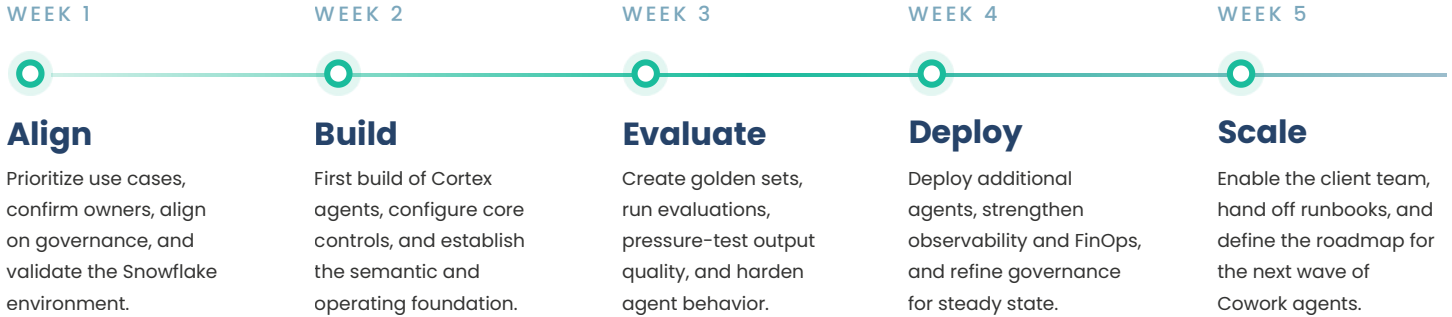 WEEK 1
Align
Prioritize use cases,
confirm owners, align
on governance, and
validate the Snowflake
environment.
WEEK 2
Build
First build of Cortex
agents, configure core
controls, and establish
the semantic and
operating foundation.
WEEK 3
Evaluate
Create golden sets,
run evaluations,
pressure-test output
quality, and harden
agent behavior.
WEEK 4
Deploy
Deploy additional
agents, strengthen
observability and FinOps,
and refine governance
for steady state.
WEEK 5
Scale
Enable the client team,
hand off runbooks, and
define the roadmap for
the next wave of
Cowork agents.